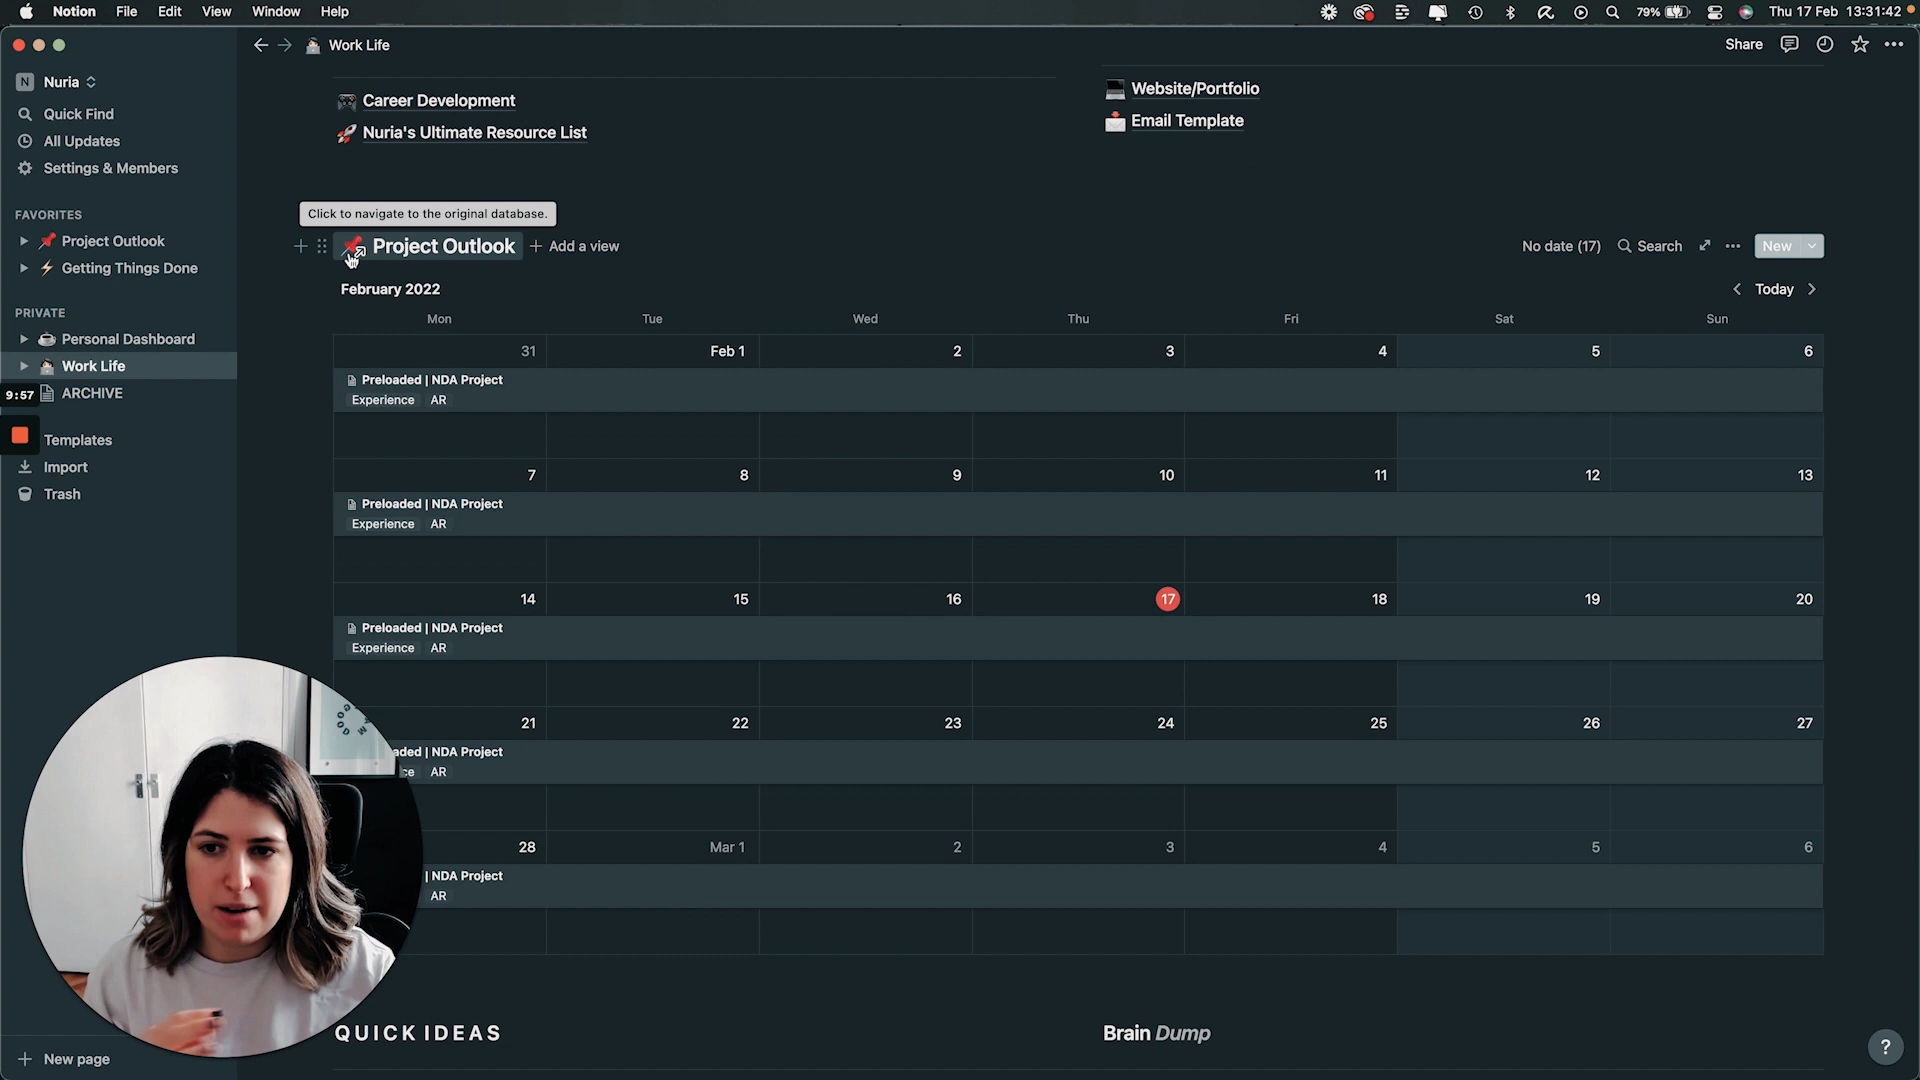 Notion File Edit View Window Help
79% Thu 17 Feb 13:31:42
Work Life
Share
N Nuria
Quick Find
All Updates
Settings & Members
FAVORITES
Project Outlook
Getting Things Done
PRIVATE
Personal Dashboard
Work Life
9:57
ARCHIVE
Templates
Import
Trash
New page
Career Development
Nuria's Ultimate Resource List
Website/Portfolio
Email Template
Click to navigate to the original database.
Project Outlook + Add a view
No date (17) Search New
February 2022
Today
Mon Tue Wed Thu Fri Sat Sun
31 Feb 1 2 3 4 5 6
Preloaded | NDA Project
Experience AR
7 8 9 10 11 12 13
Preloaded | NDA Project
Experience AR
14 15 16 17 18 19 20
Preloaded | NDA Project
Experience AR
21 22 23 24 25 26 27
aded | NDA Project
ce AR
28 Mar 1 2 3 4 5 6
| NDA Project
AR
QUICK IDEAS
Brain Dump
?